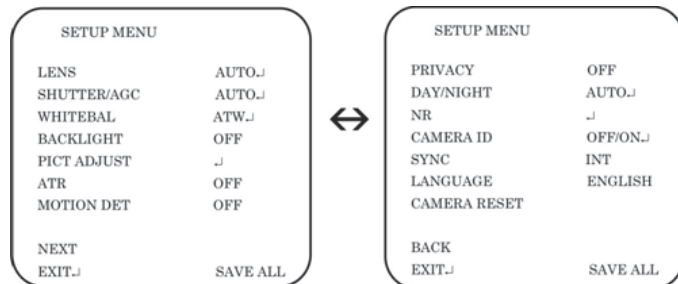 SETUP MENU
LENS AUTO↵
SHUTTER/AGC AUTO↵
WHITEBAL ATW↵
BACKLIGHT OFF
PICT ADJUST ↵
ATR OFF
MOTION DET OFF
NEXT
EXIT↵ SAVE ALL
SETUP MENU
PRIVACY OFF
DAY/NIGHT AUTO↵
NR ↵
CAMERA ID OFF/ON↵
SYNC INT
LANGUAGE ENGLISH
CAMERA RESET
BACK
EXIT↵ SAVE ALL